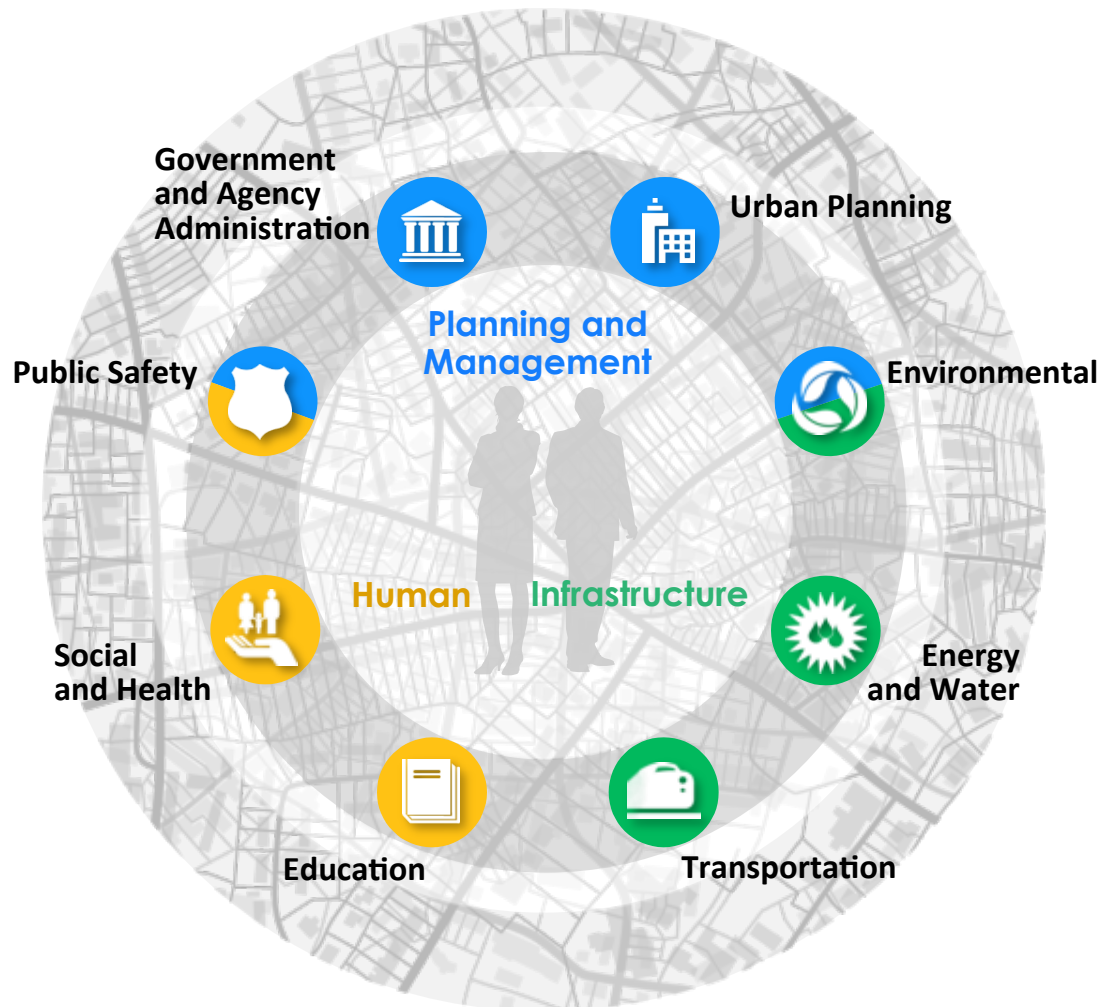 Government
and Agency
Administration
Urban Planning
Planning and
Management
Public Safety
Environmental
Human
Infrastructure
Social
and Health
Energy
and Water
Education
Transportation